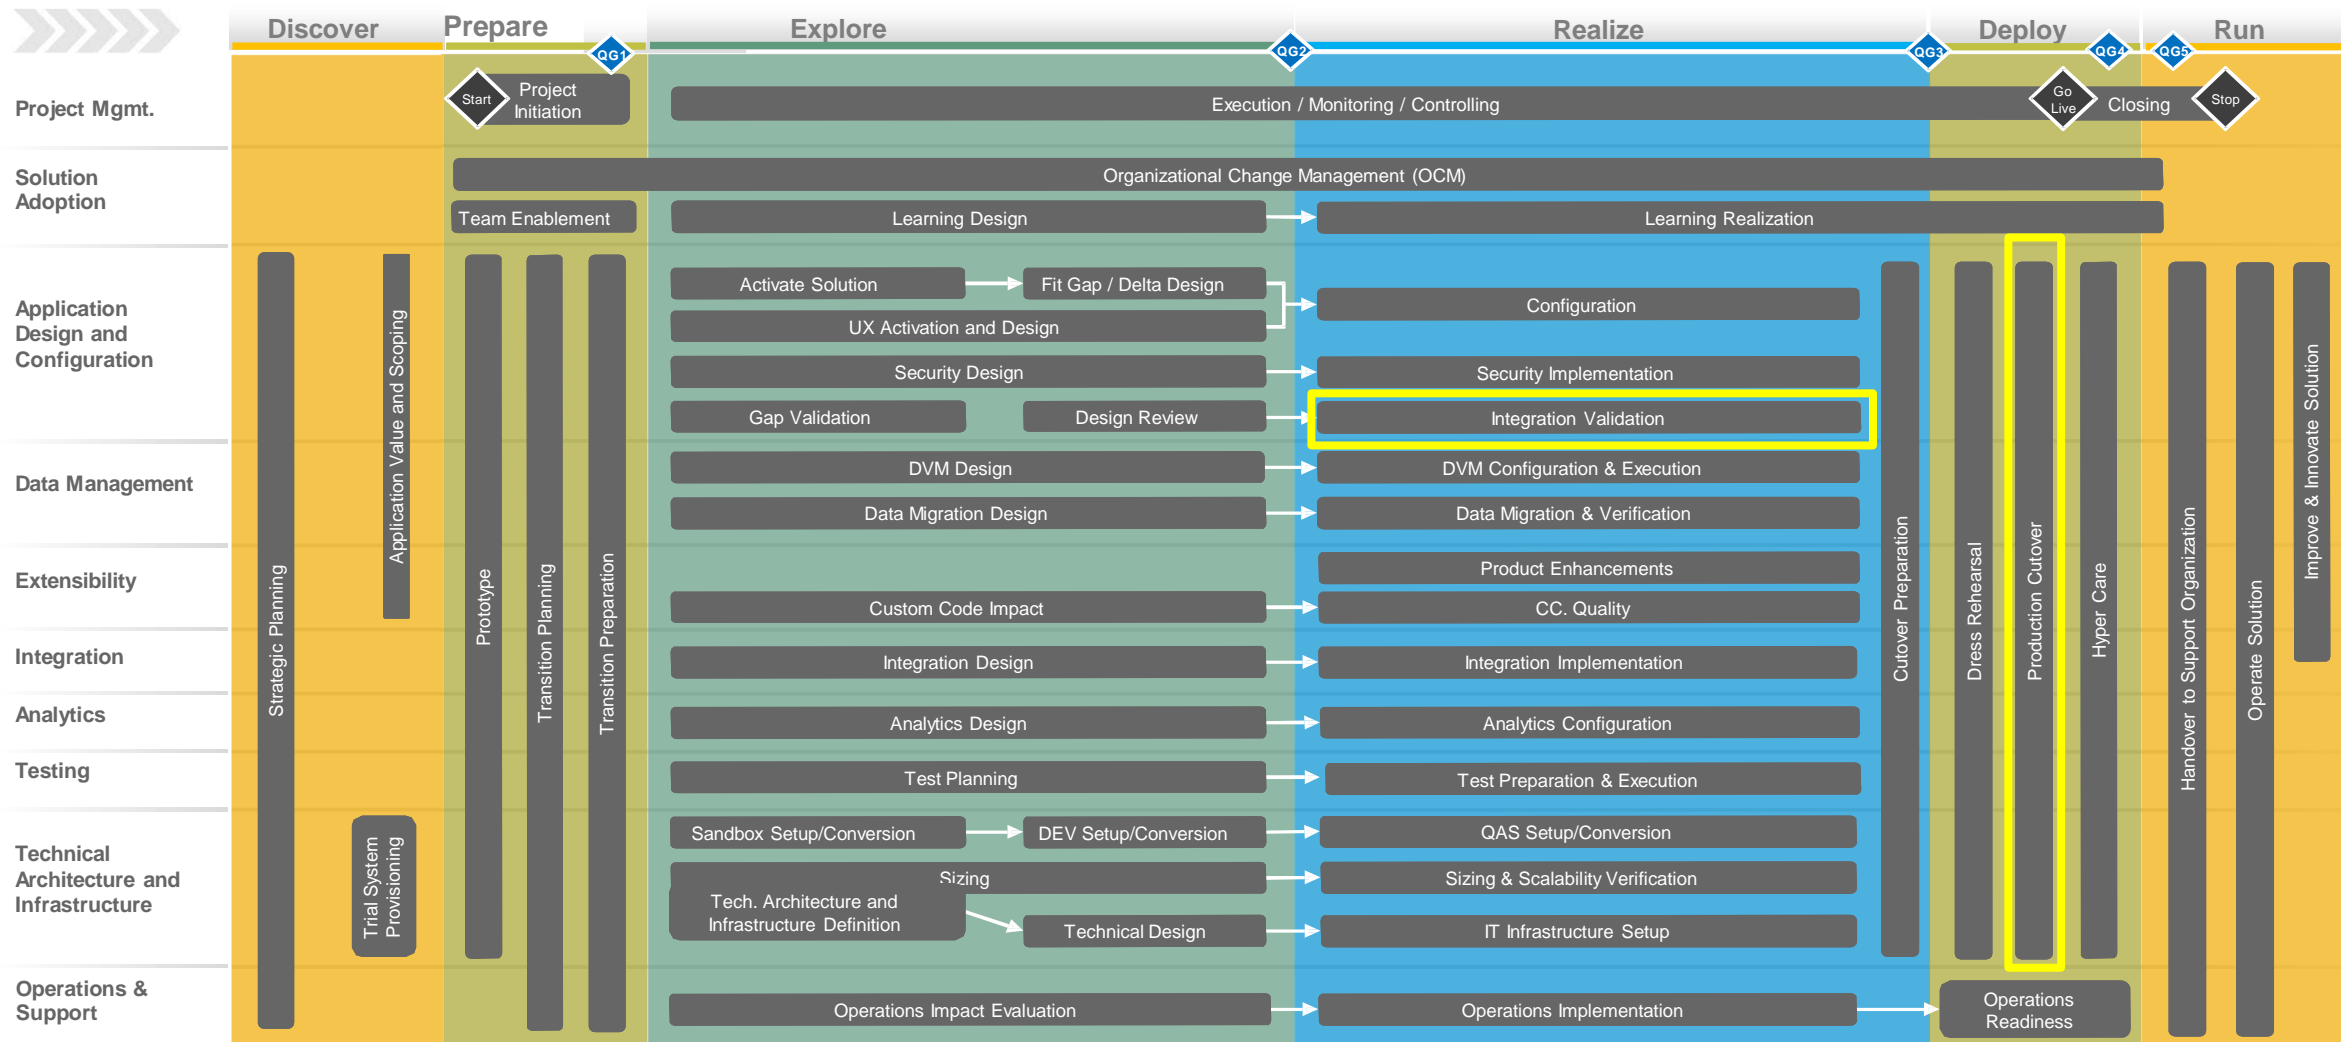 Discover
Prepare
Explore
Realize
Deploy
Run
QG1
QG2
QG3
QG4
QG5
Project Mgmt.
Start
Project
Initiation
Execution / Monitoring / Controlling
Go
Live
Closing
Stop
Solution
Adoption
Organizational Change Management (OCM)
Team Enablement
Learning Design
Learning Realization
Application
Design and
Configuration
Activate Solution
Fit Gap / Delta Design
UX Activation and Design
Configuration
Security Design
Security Implementation
Gap Validation
Design Review
Integration Validation
Data Management
DVM Design
DVM Configuration & Execution
Data Migration Design
Data Migration & Verification
Extensibility
Product Enhancements
Custom Code Impact
CC. Quality
Integration
Integration Design
Integration Implementation
Analytics
Analytics Design
Analytics Configuration
Testing
Test Planning
Test Preparation & Execution
Technical
Architecture and
Infrastructure
Sandbox Setup/Conversion
DEV Setup/Conversion
QAS Setup/Conversion
Sizing
Sizing & Scalability Verification
Tech. Architecture and
Infrastructure Definition
Technical Design
IT Infrastructure Setup
Operations &
Support
Operations Impact Evaluation
Operations Implementation
Operations
Readiness
Strategic Planning
Application Value and Scoping
Trial System
Provisioning
Prototype
Transition Planning
Transition Preparation
Cutover Preparation
Dress Rehearsal
Production Cutover
Hyper Care
Handover to Support Organization
Operate Solution
Improve & Innovate Solution